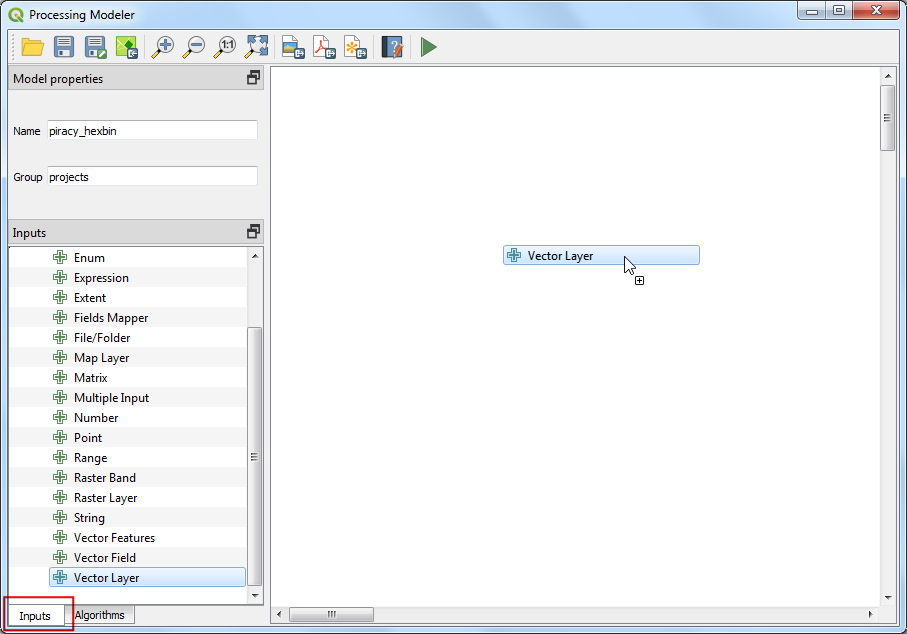 Processing Modeler
1:1
Model properties
Name piracy_hexbin
Group projects
Inputs
Enum
Expression
Extent
Fields Mapper
File/Folder
Map Layer
Matrix
Multiple Input
Number
Point
Range
Raster Band
Raster Layer
String
Vector Features
Vector Field
Vector Layer
Inputs Algorithms
Vector Layer